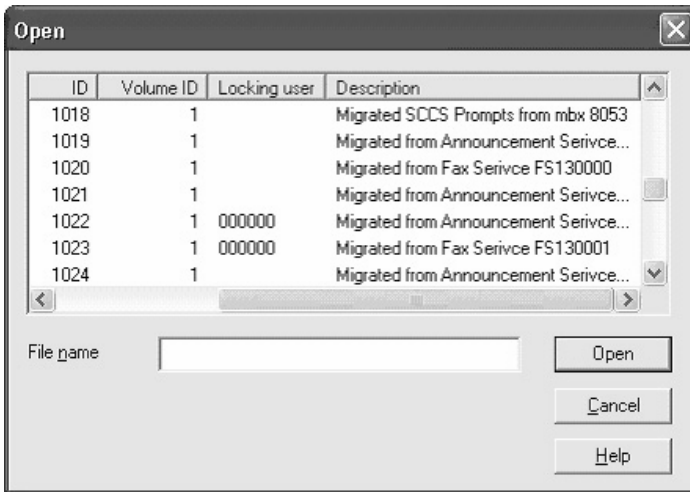 Open
ID Volume ID Locking user Description
1018 1 Migrated SCCS Prompts from mbx 8053
1019 1 Migrated from Announcement Serivce...
1020 1 Migrated from Fax Serivce FS130000
1021 1 Migrated from Announcement Serivce...
1022 1 000000 Migrated from Announcement Serivce...
1023 1 000000 Migrated from Fax Serivce FS130001
1024 1 Migrated from Announcement Serivce...
File name Open
Cancel
Help